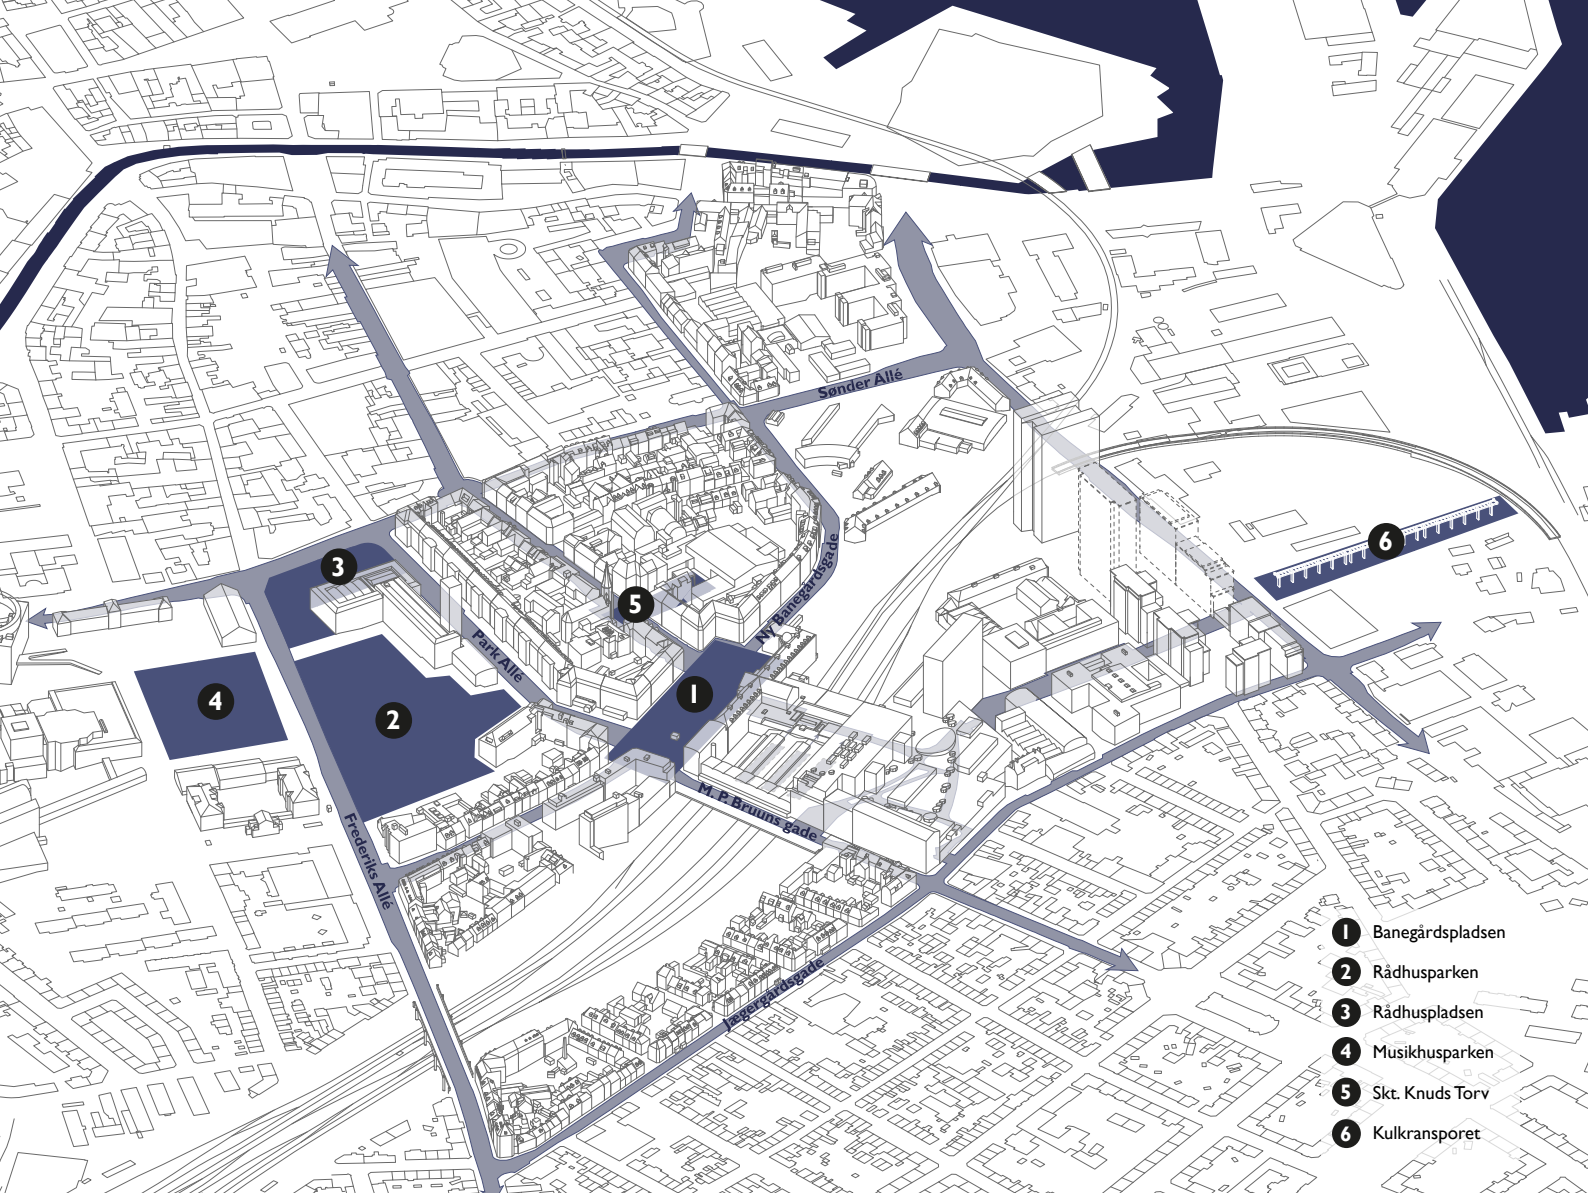 Sønder Allé
Ny Banegårdsgade
3
5
Park Allé
6
4
2
1
M. P. Bruuns gade
Frederiks Allé
Jægergårdsgade
1 Banegårdspladsen
2 Rådhusparken
3 Rådhuspladsen
4 Musikhusparken
5 Skt. Knuds Torv
6 Kulkransporet